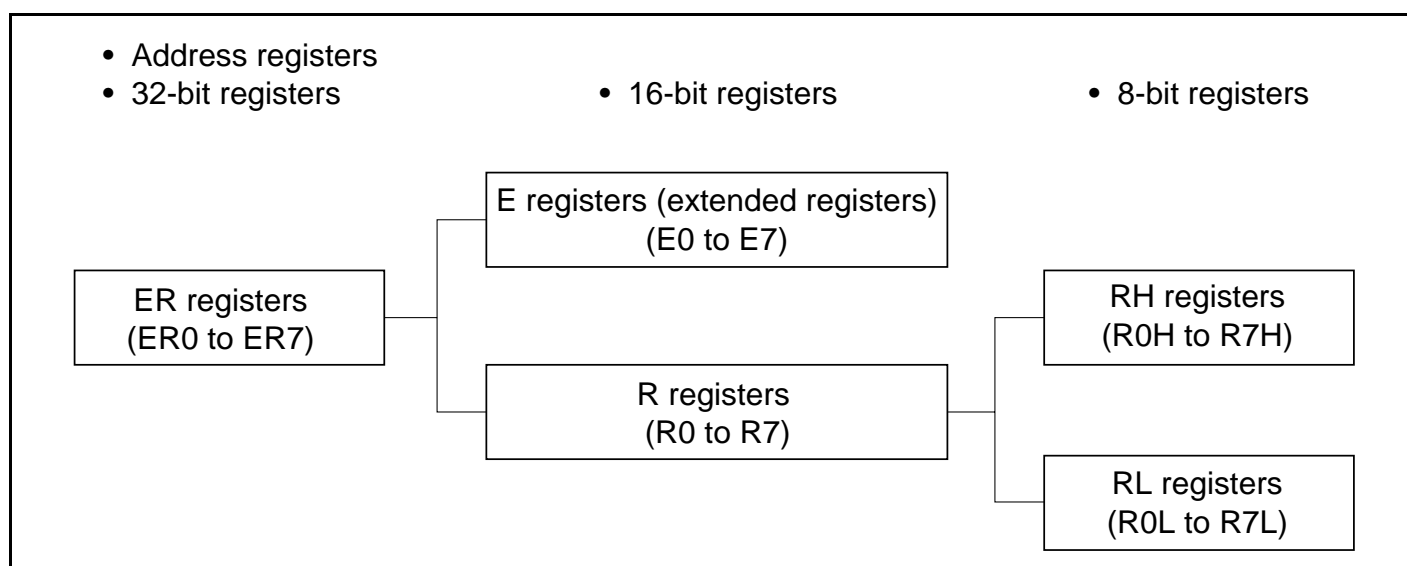 • Address registers
• 32-bit registers
• 16-bit registers
• 8-bit registers
E registers (extended registers)
(E0 to E7)
ER registers
(ER0 to ER7)
RH registers
(R0H to R7H)
R registers
(R0 to R7)
RL registers
(R0L to R7L)